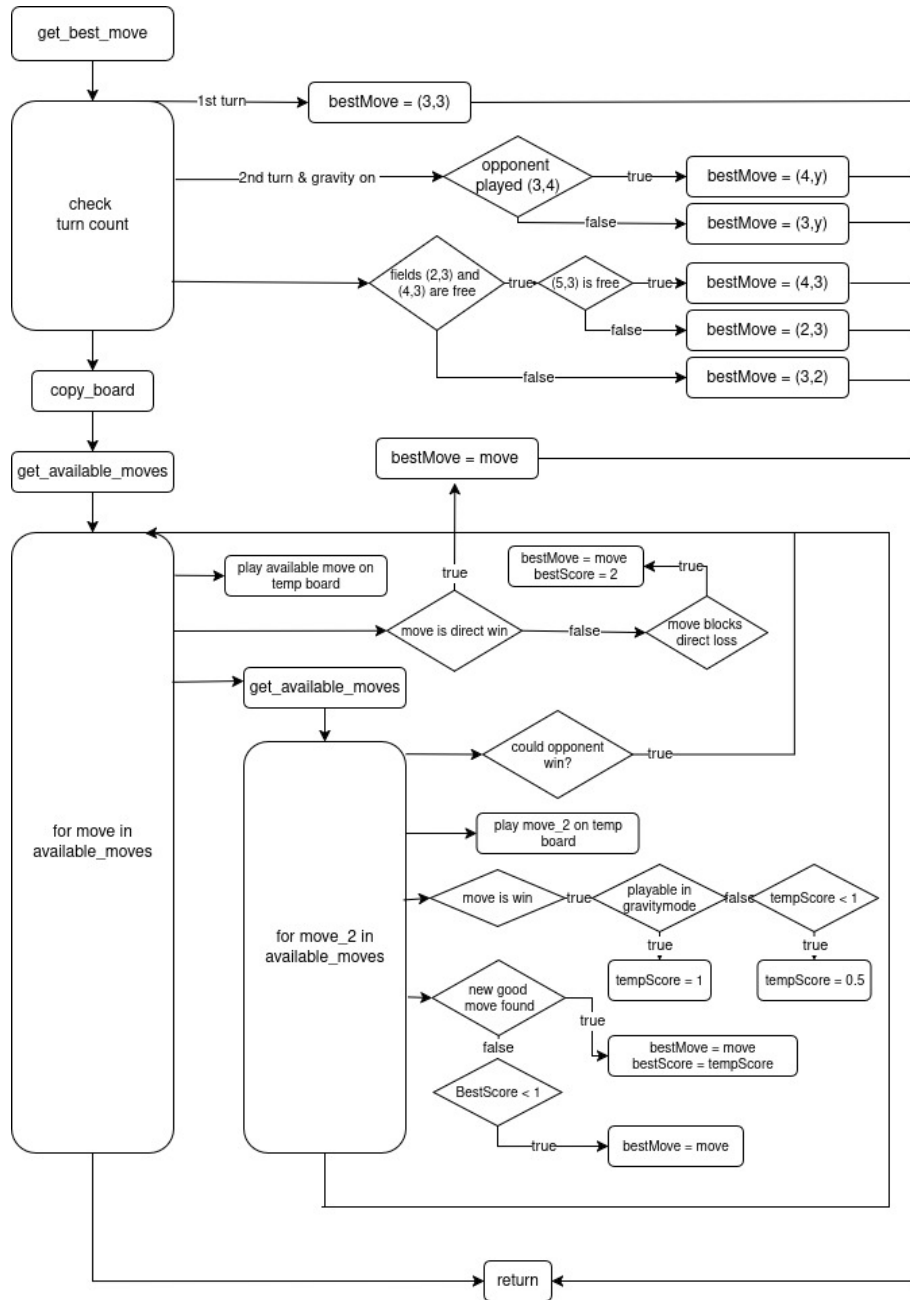 get_best_move
1st turn
bestMove = (3,3)
check
turn count
2nd turn & gravity on
opponent
played (3,4)
true
bestMove = (4,y)
false
bestMove = (3,y)
fields (2,3) and
(4,3) are free
true
(5,3) is free
true
bestMove = (4,3)
false
bestMove = (2,3)
false
bestMove = (3,2)
copy_board
get_available_moves
bestMove = move
for move in
available_moves
play available move on
temp board
true
bestMove = move
bestScore = 2
true
move is direct win
false
move blocks
direct loss
get_available_moves
could opponent
win?
true
for move_2 in
available_moves
play move_2 on temp
board
move is win
true
playable in
gravitymode
false
tempScore < 1
true
true
tempScore = 1
tempScore = 0.5
new good
move found
true
false
bestMove = move
bestScore = tempScore
BestScore < 1
true
bestMove = move
return